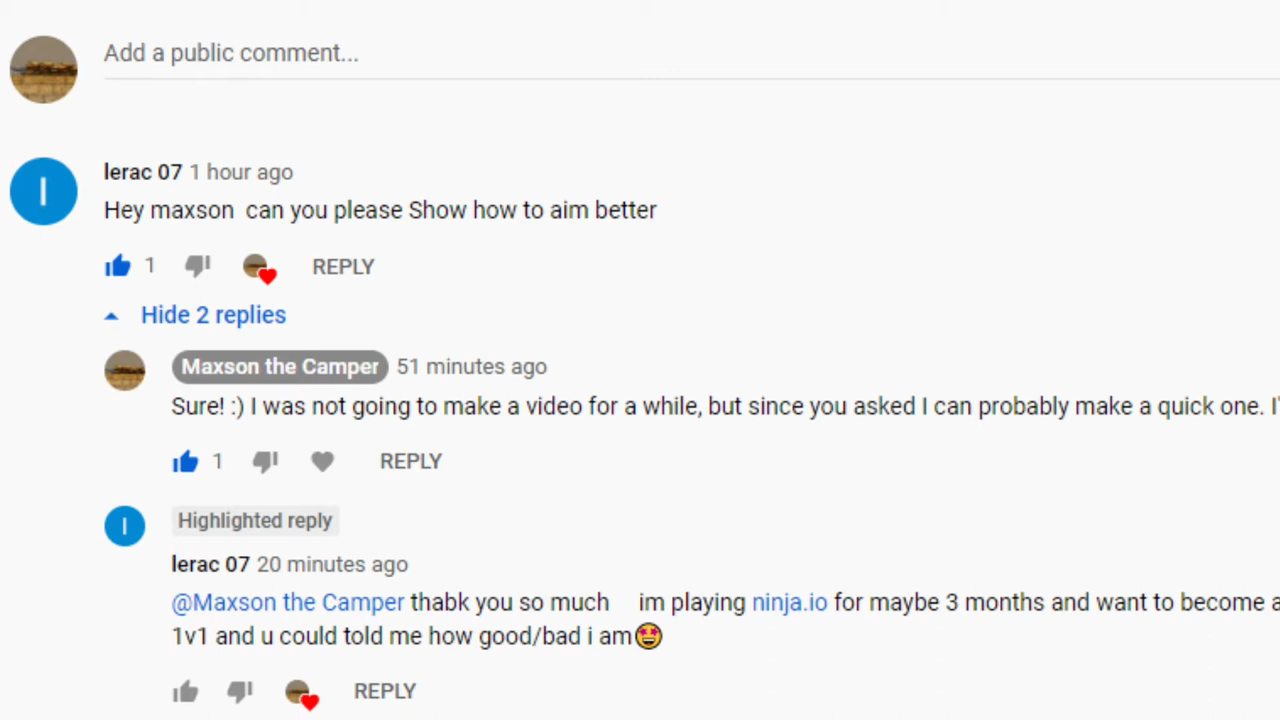 Add a public comment...
lerac 07 1 hour ago
Hey maxson  can you please Show how to aim better
1 REPLY
Hide 2 replies
Maxson the Camper 51 minutes ago
Sure! :) I was not going to make a video for a while, but since you asked I can probably make a quick one. I'
1 REPLY
Highlighted reply
lerac 07 20 minutes ago
@Maxson the Camper thabk you so much    im playing ninja.io for maybe 3 months and want to become a
1v1 and u could told me how good/bad i am🤩
REPLY